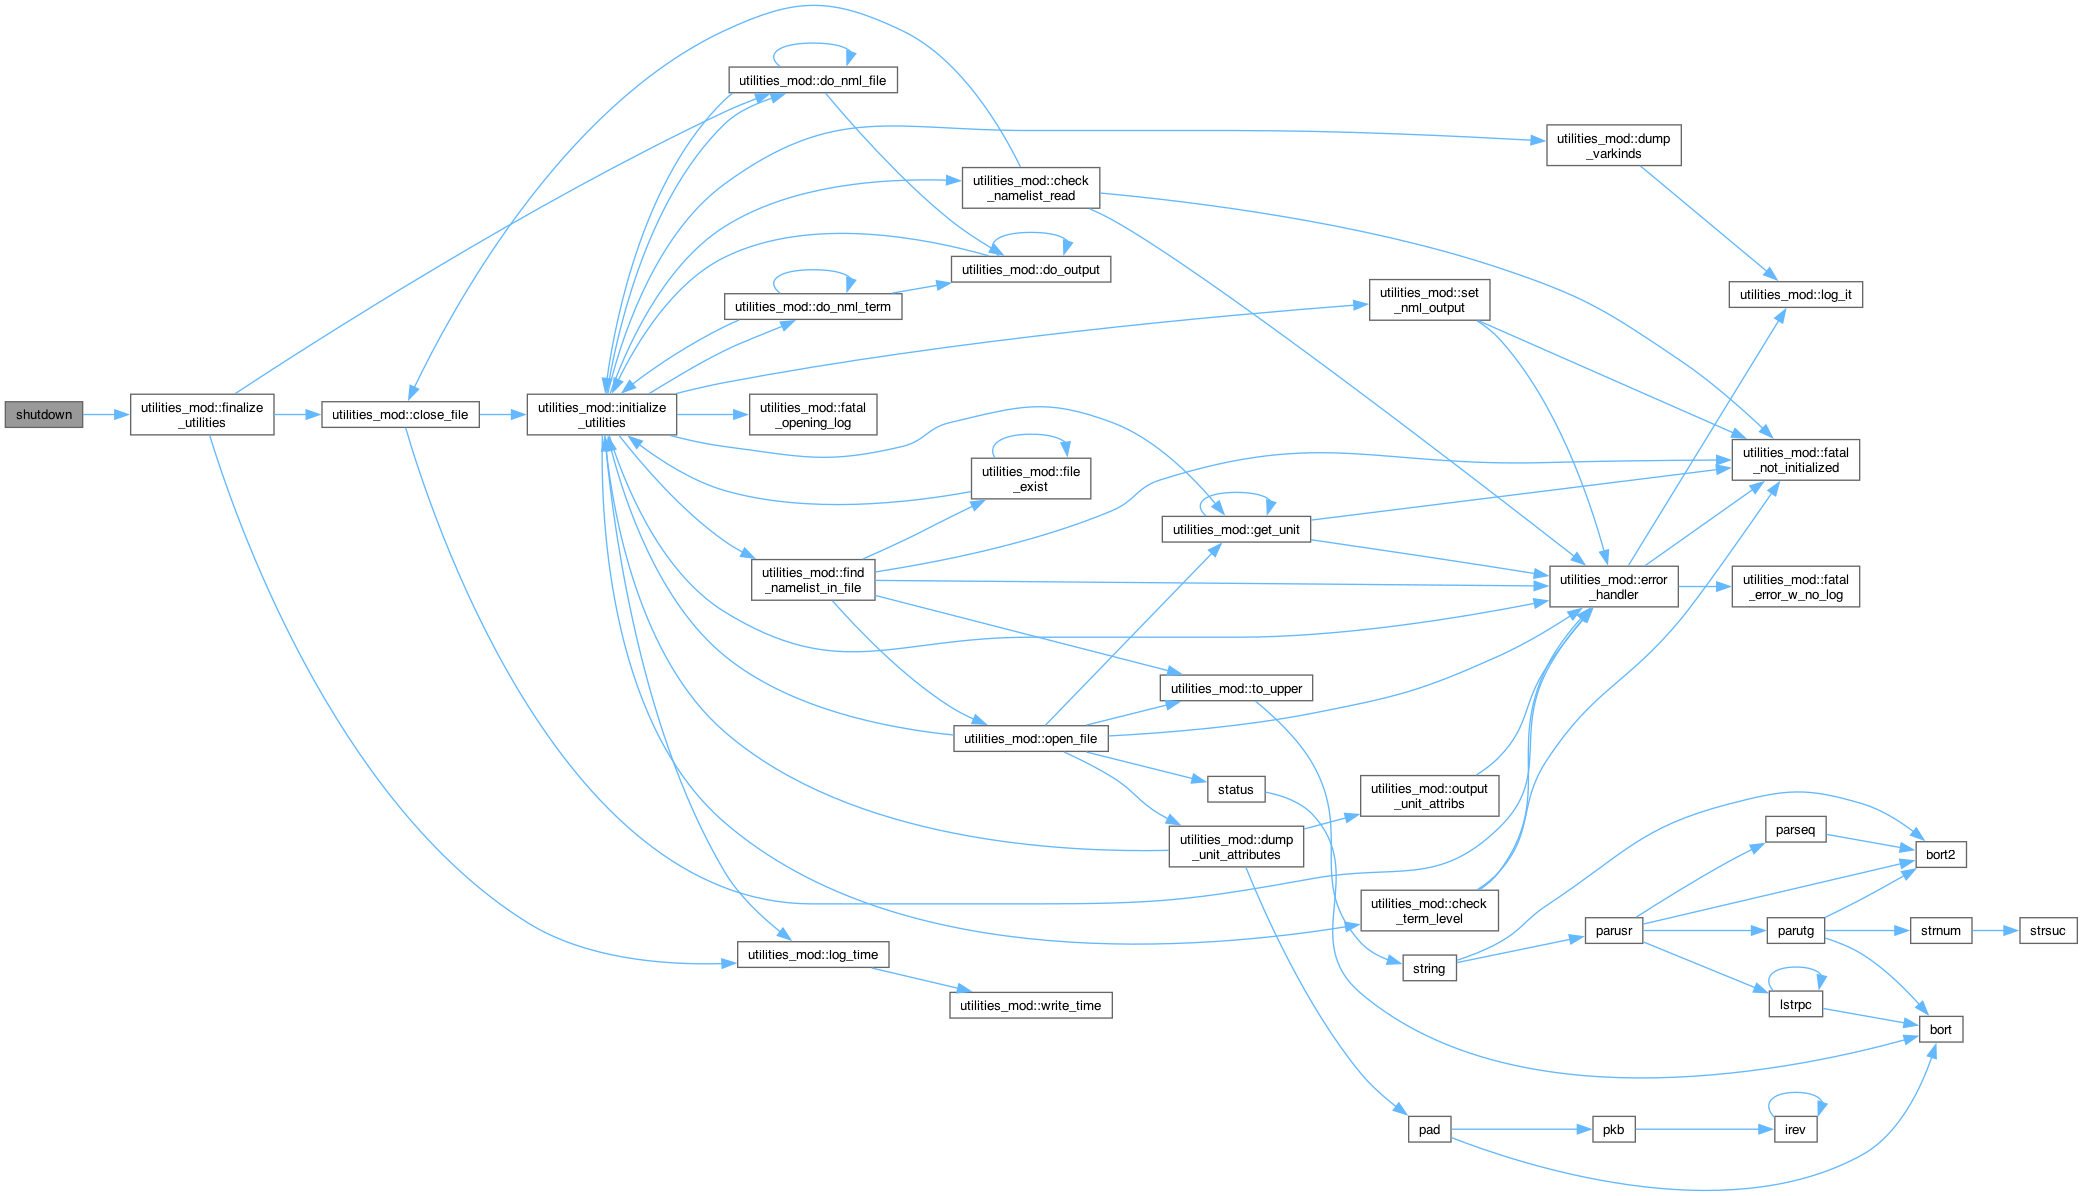 shutdown
utilities_mod::finalize
_utilities
utilities_mod::close_file
utilities_mod::initialize
_utilities
utilities_mod::do_nml_file
utilities_mod::check
_namelist_read
utilities_mod::do_output
utilities_mod::do_nml_term
utilities_mod::fatal
_opening_log
utilities_mod::file
_exist
utilities_mod::find
_namelist_in_file
utilities_mod::get_unit
utilities_mod::to_upper
utilities_mod::open_file
status
utilities_mod::dump
_unit_attributes
utilities_mod::log_time
utilities_mod::write_time
utilities_mod::set
_nml_output
utilities_mod::dump
_varkinds
utilities_mod::log_it
utilities_mod::fatal
_not_initialized
utilities_mod::error
_handler
utilities_mod::fatal
_error_w_no_log
utilities_mod::output
_unit_attribs
utilities_mod::check
_term_level
string
parusr
parseq
bort2
parutg
strnum
strsuc
lstrpc
bort
pad
pkb
irev